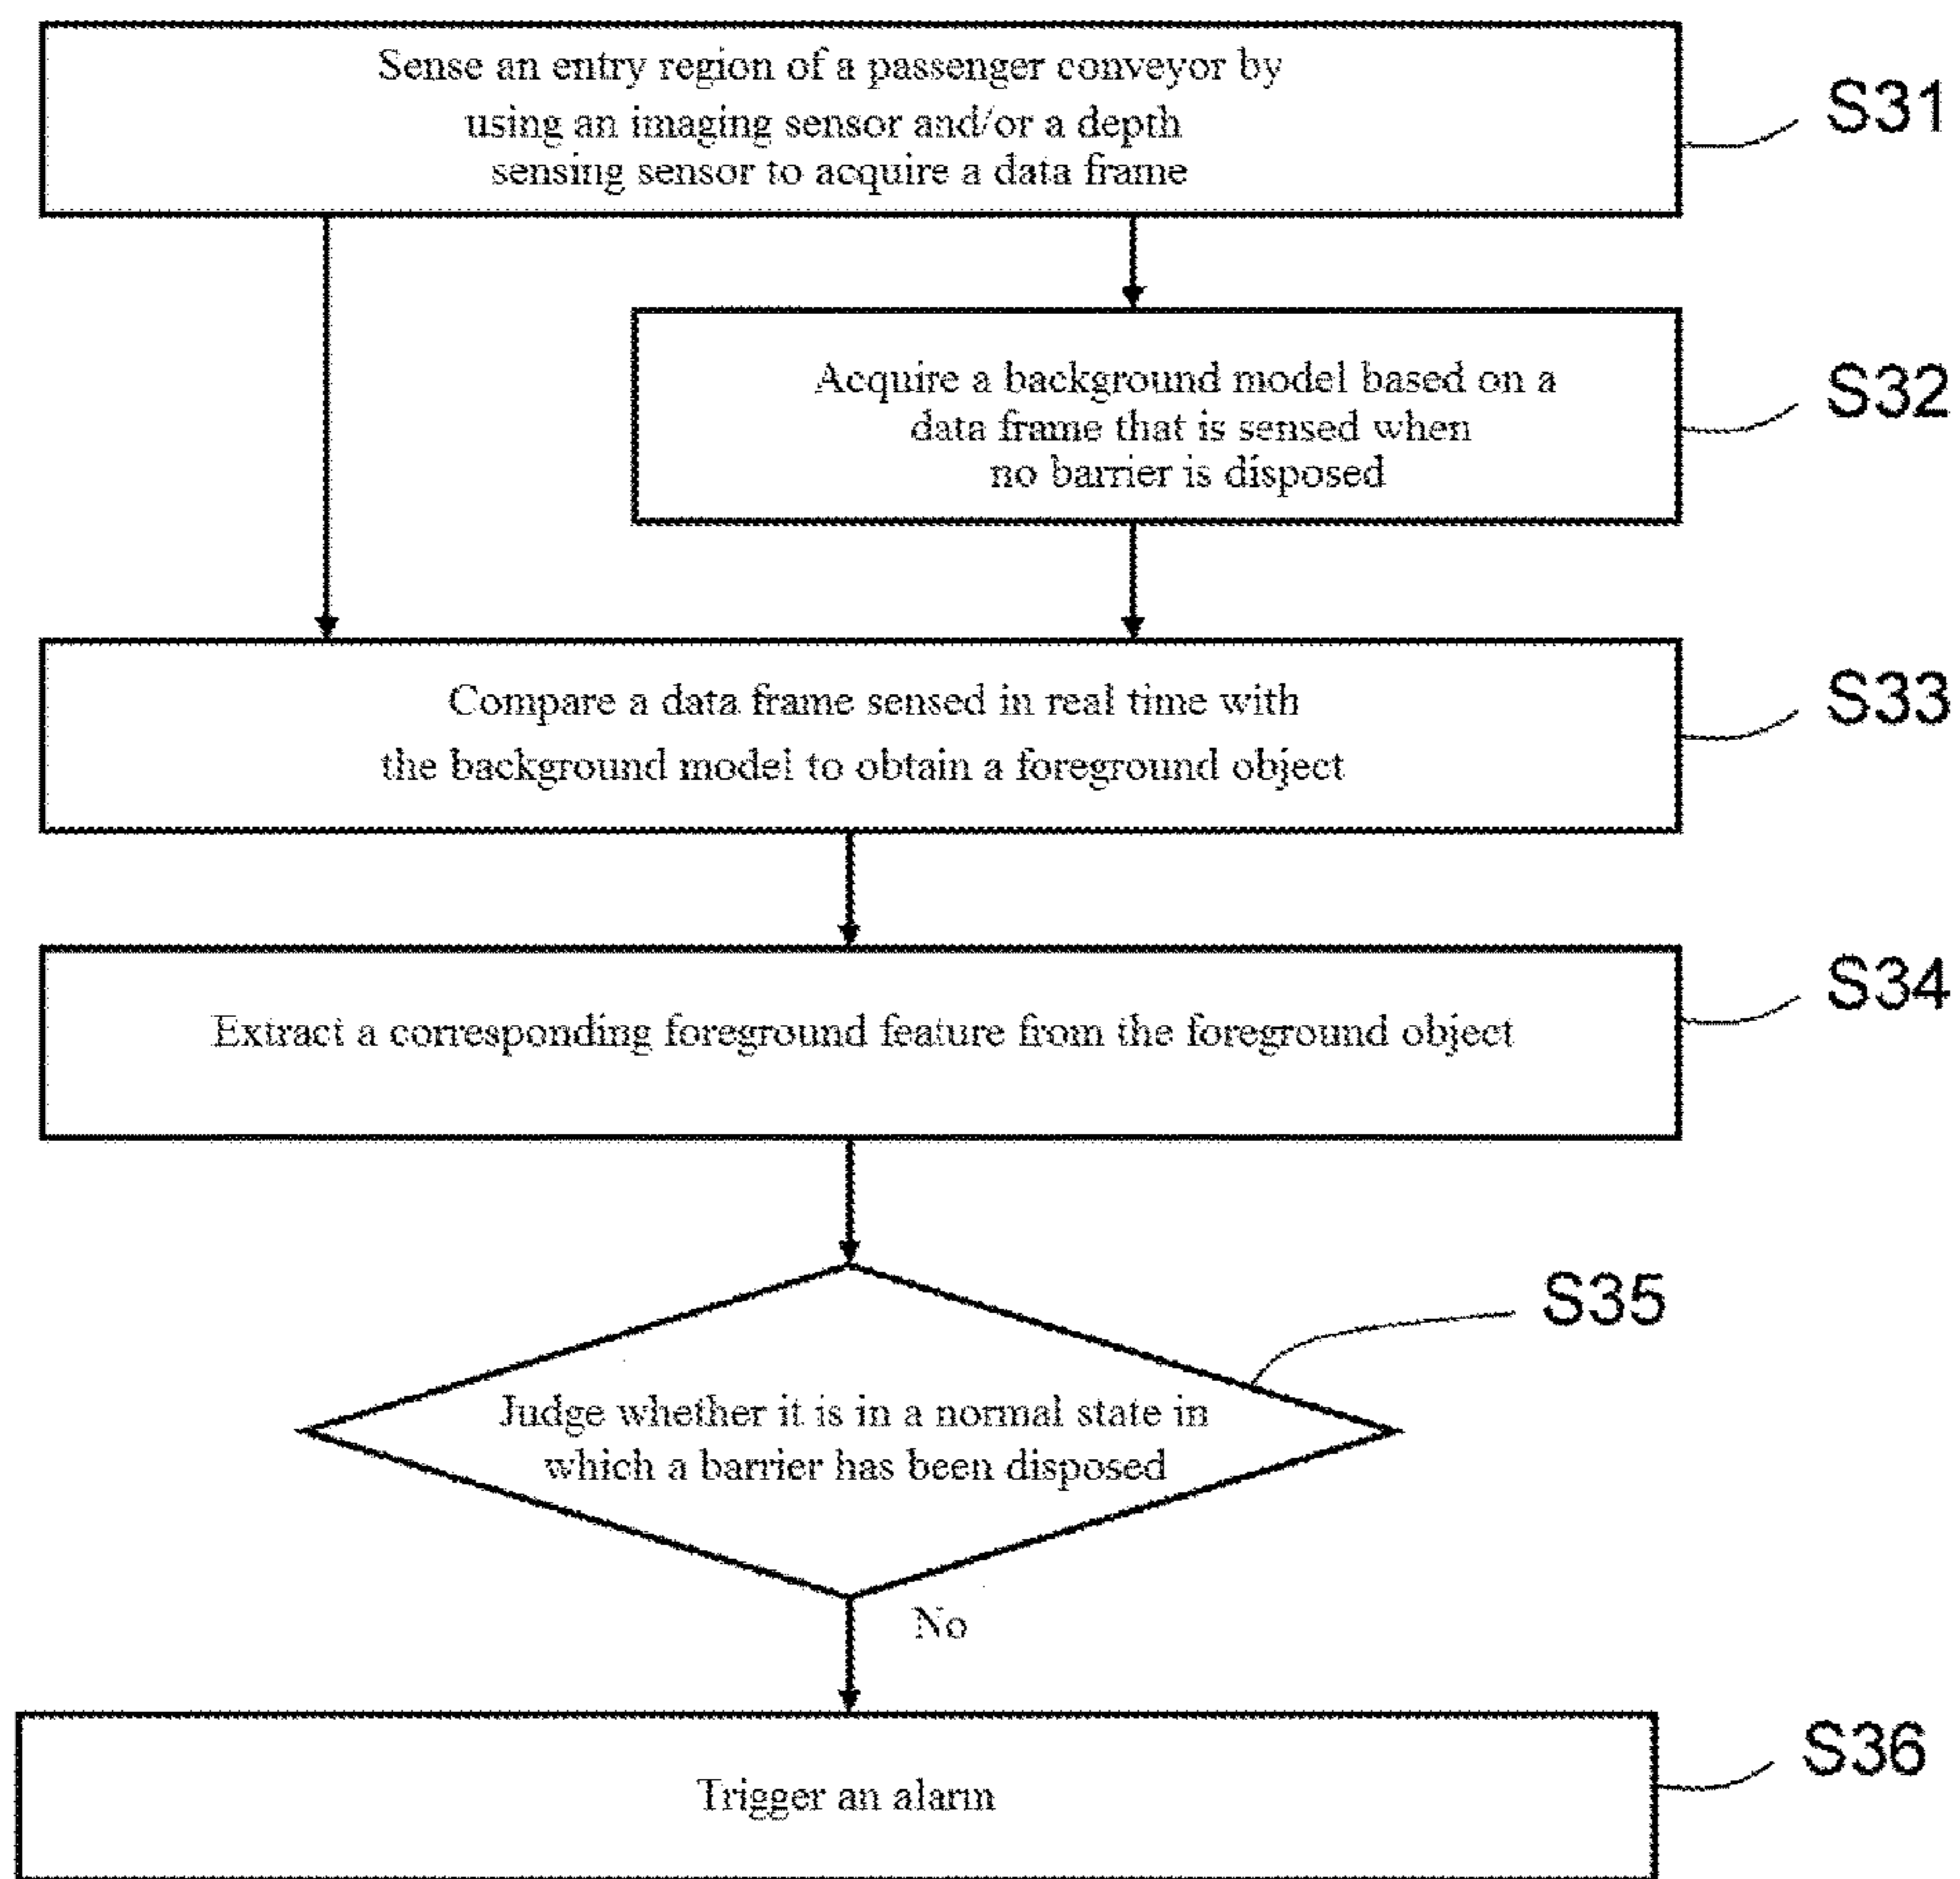 Sense an entry region of a passenger conveyor by
using an imaging sensor and/or a depth
sensing sensor to acquire a data frame
S31
Acquire a background model based on a
data frame that is sensed when
no barrier is disposed
S32
Compare a data frame sensed in real time with
the background model to obtain a foreground object
S33
Extract a corresponding foreground feature from the foreground object
S34
Judge whether it is in a normal state in
which a barrier has been disposed
S35
No
Trigger an alarm
S36